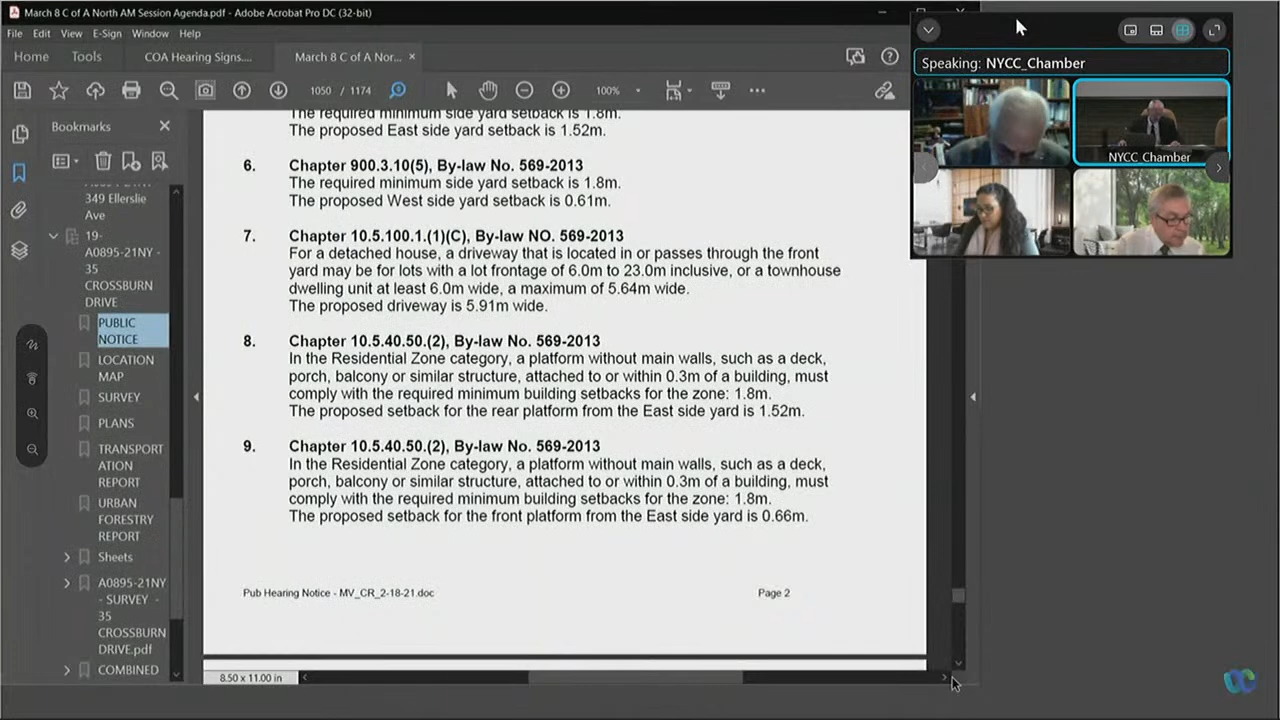 March 8 C of A North AM Session Agenda.pdf - Adobe Acrobat Pro DC (32-bit)
File Edit View E-Sign Window Help
Home Tools COA Hearing Signs.... March 8 C of A Nor... ×
1050 / 1174 100%
Speaking: NYCC_Chamber
NYCC_Chamber
Bookmarks
349 Ellerslie
Ave
19-
A0895-21NY -
35
CROSSBURN
DRIVE
PUBLIC
NOTICE
LOCATION
MAP
SURVEY
PLANS
TRANSPORT
ATION
REPORT
URBAN
FORESTRY
REPORT
Sheets
A0895-21NY
- SURVEY -
35
CROSSBURN
DRIVE.pdf
COMBINED
The required minimum side yard setback is 1.8m.
The proposed East side yard setback is 1.52m.
6. Chapter 900.3.10(5), By-law No. 569-2013
The required minimum side yard setback is 1.8m.
The proposed West side yard setback is 0.61m.
7. Chapter 10.5.100.1.(1)(C), By-law NO. 569-2013
For a detached house, a driveway that is located in or passes through the front
yard may be for lots with a lot frontage of 6.0m to 23.0m inclusive, or a townhouse
dwelling unit at least 6.0m wide, a maximum of 5.64m wide.
The proposed driveway is 5.91m wide.
8. Chapter 10.5.40.50.(2), By-law No. 569-2013
In the Residential Zone category, a platform without main walls, such as a deck,
porch, balcony or similar structure, attached to or within 0.3m of a building, must
comply with the required minimum building setbacks for the zone: 1.8m.
The proposed setback for the rear platform from the East side yard is 1.52m.
9. Chapter 10.5.40.50.(2), By-law No. 569-2013
In the Residential Zone category, a platform without main walls, such as a deck,
porch, balcony or similar structure, attached to or within 0.3m of a building, must
comply with the required minimum building setbacks for the zone: 1.8m.
The proposed setback for the front platform from the East side yard is 0.66m.
Pub Hearing Notice - MV_CR_2-18-21.doc Page 2
8.50 x 11.00 in